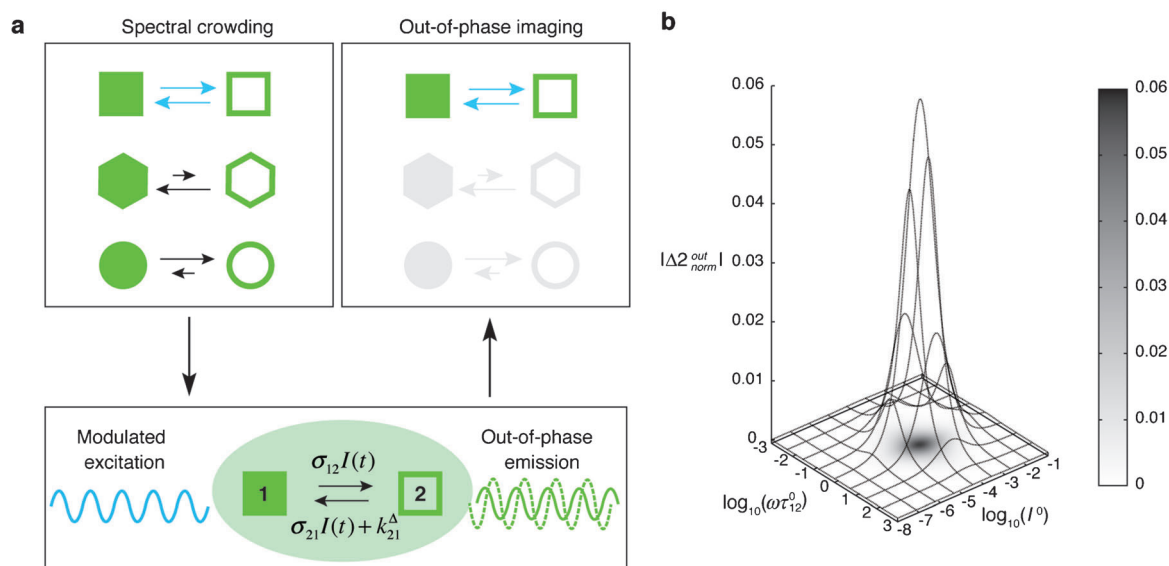 a
Spectral crowding
Out-of-phase imaging
Modulated
excitation
σ₁₂I(t)
1
2
σ₂₁I(t) + k₂₁^Δ
Out-of-phase
emission
b
|Δ2^out_norm|
0.06
0.05
0.04
0.03
0.02
0.01
0
-3
-2
-1
0
1
2
3
log₁₀(ωτ⁰₁₂)
-8
-7
-6
-5
-4
-3
-2
-1
log₁₀(I⁰)
0.06
0.05
0.04
0.03
0.02
0.01
0